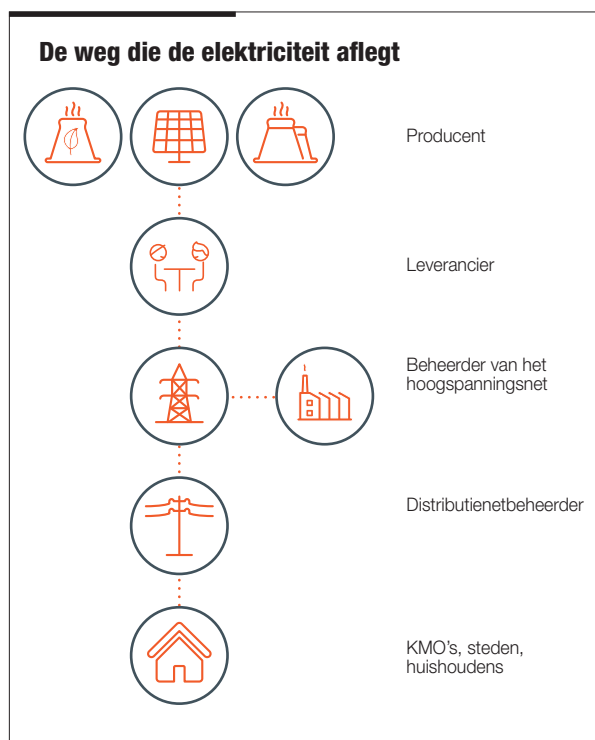 De weg die de elektriciteit aflegt
Producent
Leverancier
Beheerder van het
hoogspanningsnet
Distributienetbeheerder
KMO's, steden,
huishoudens